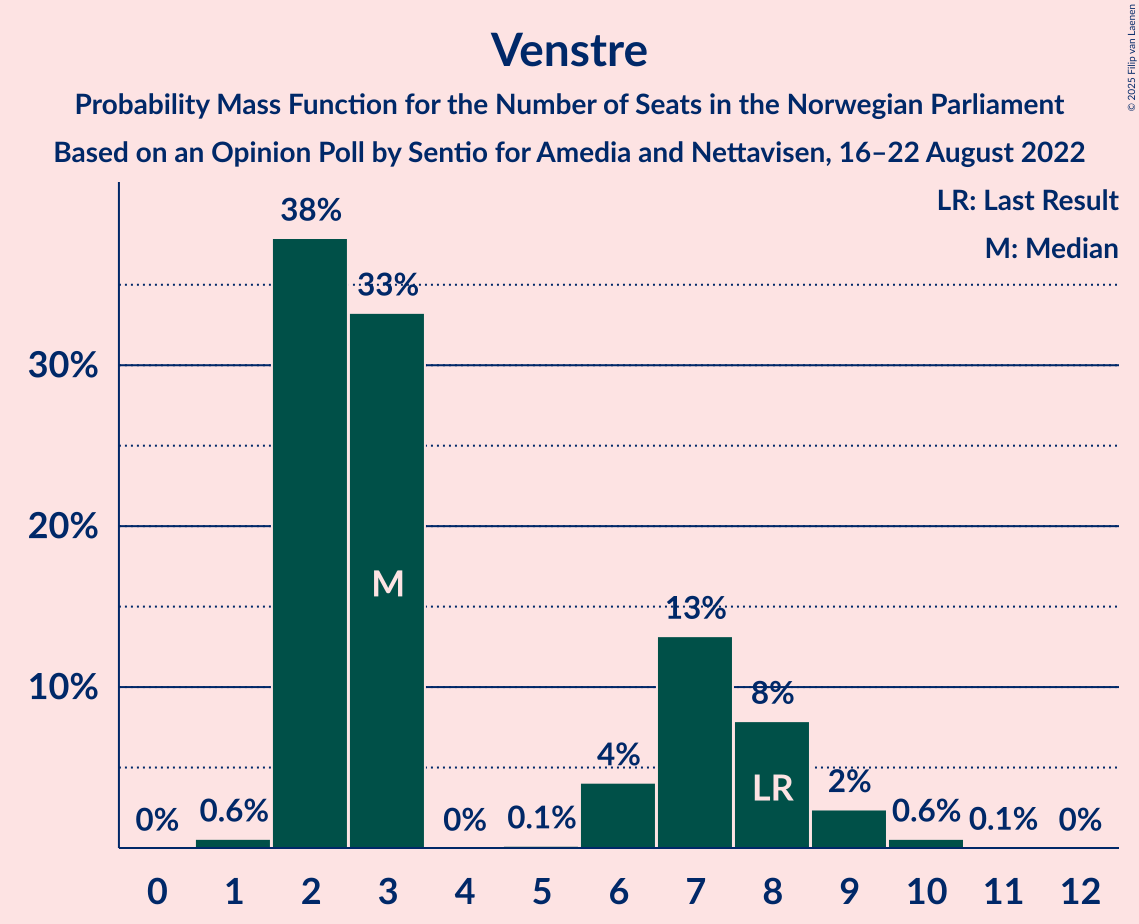 Venstre
Probability Mass Function for the Number of Seats in the Norwegian Parliament
Based on an Opinion Poll by Sentio for Amedia and Nettavisen, 16–22 August 2022
© 2025 Filip van Laenen
LR: Last Result
M: Median
38%
33%
30%
20%
M
13%
10%
8%
4%
LR
2%
0%
0.6%
0%
0.1%
0.6%
0.1%
0%
0 1 2 3 4 5 6 7 8 9 10 11 12